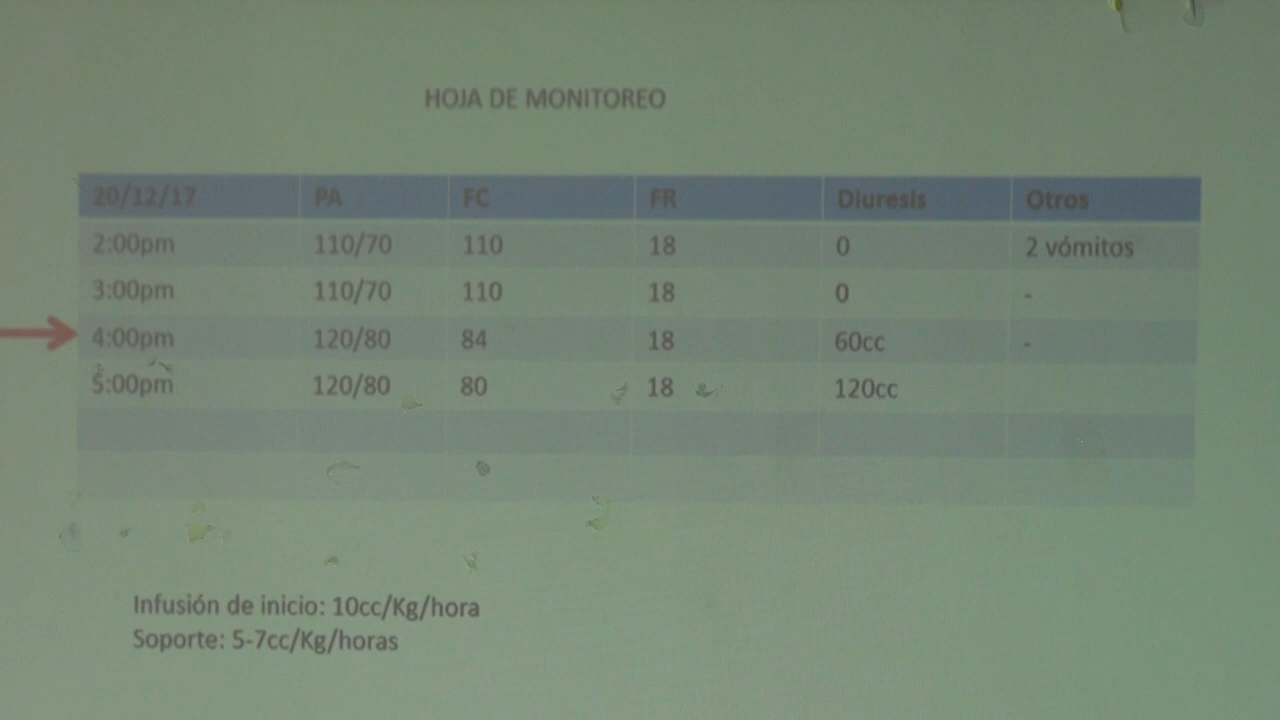 HOJA DE MONITOREO
20/12/17 PA FC FR Diuresis Otros
2:00pm 110/70 110 18 0 2 vómitos
3:00pm 110/70 110 18 0 -
4:00pm 120/80 84 18 60cc -
5:00pm 120/80 80 18 120cc
Infusión de inicio: 10cc/Kg/hora
Soporte: 5-7cc/Kg/horas